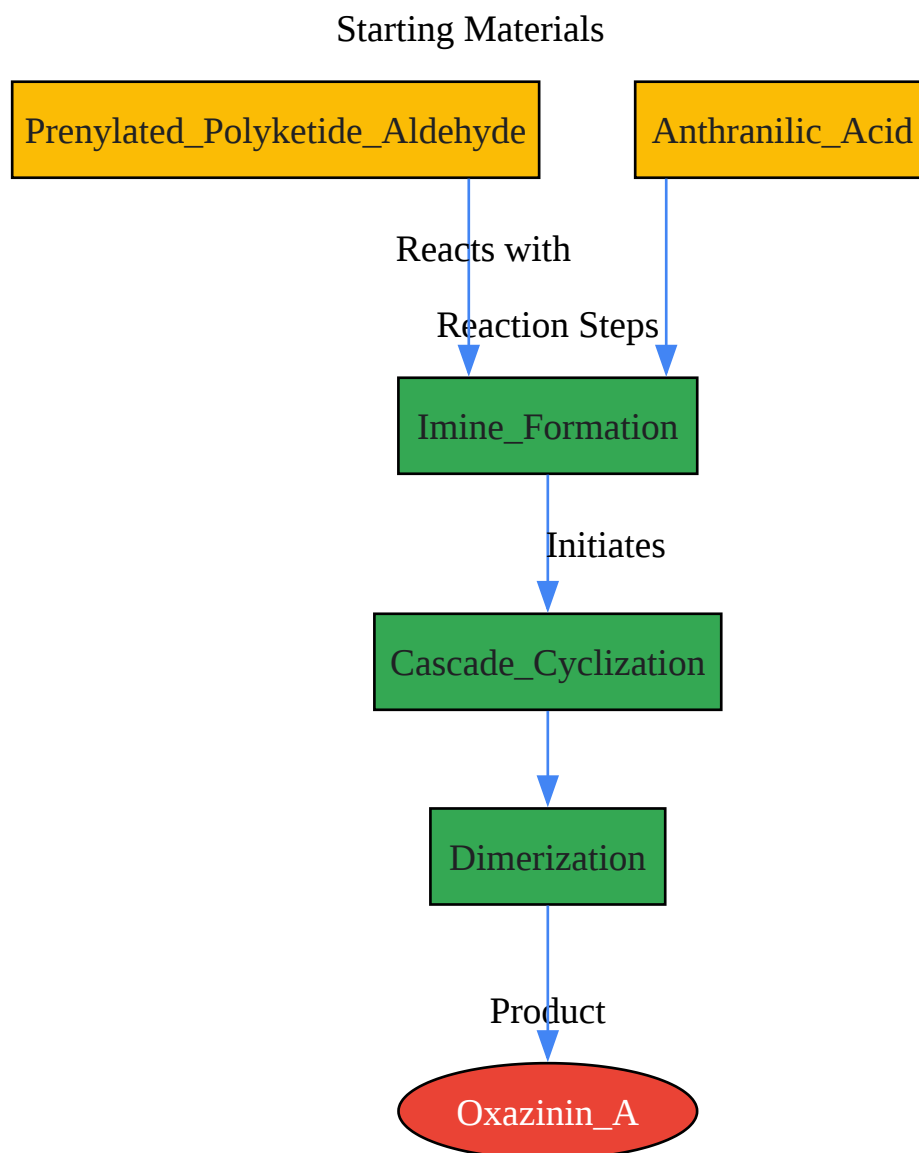 Starting Materials
Prenylated_Polyketide_Aldehyde
Anthranilic_Acid
Reacts with
Reaction Steps
Imine_Formation
Initiates
Cascade_Cyclization
Dimerization
Product
Oxazinin_A